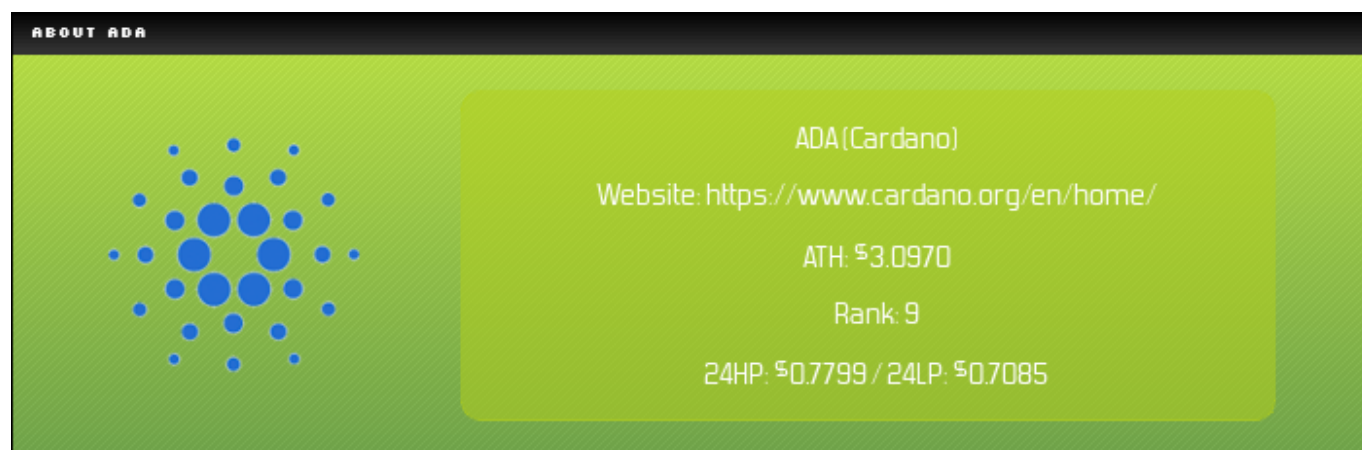 ABOUT ADA
ADA (Cardano)
Website: https://www.cardano.org/en/home/
ATH: $3.0970
Rank: 9
24HP: $0.7799 / 24LP: $0.7085